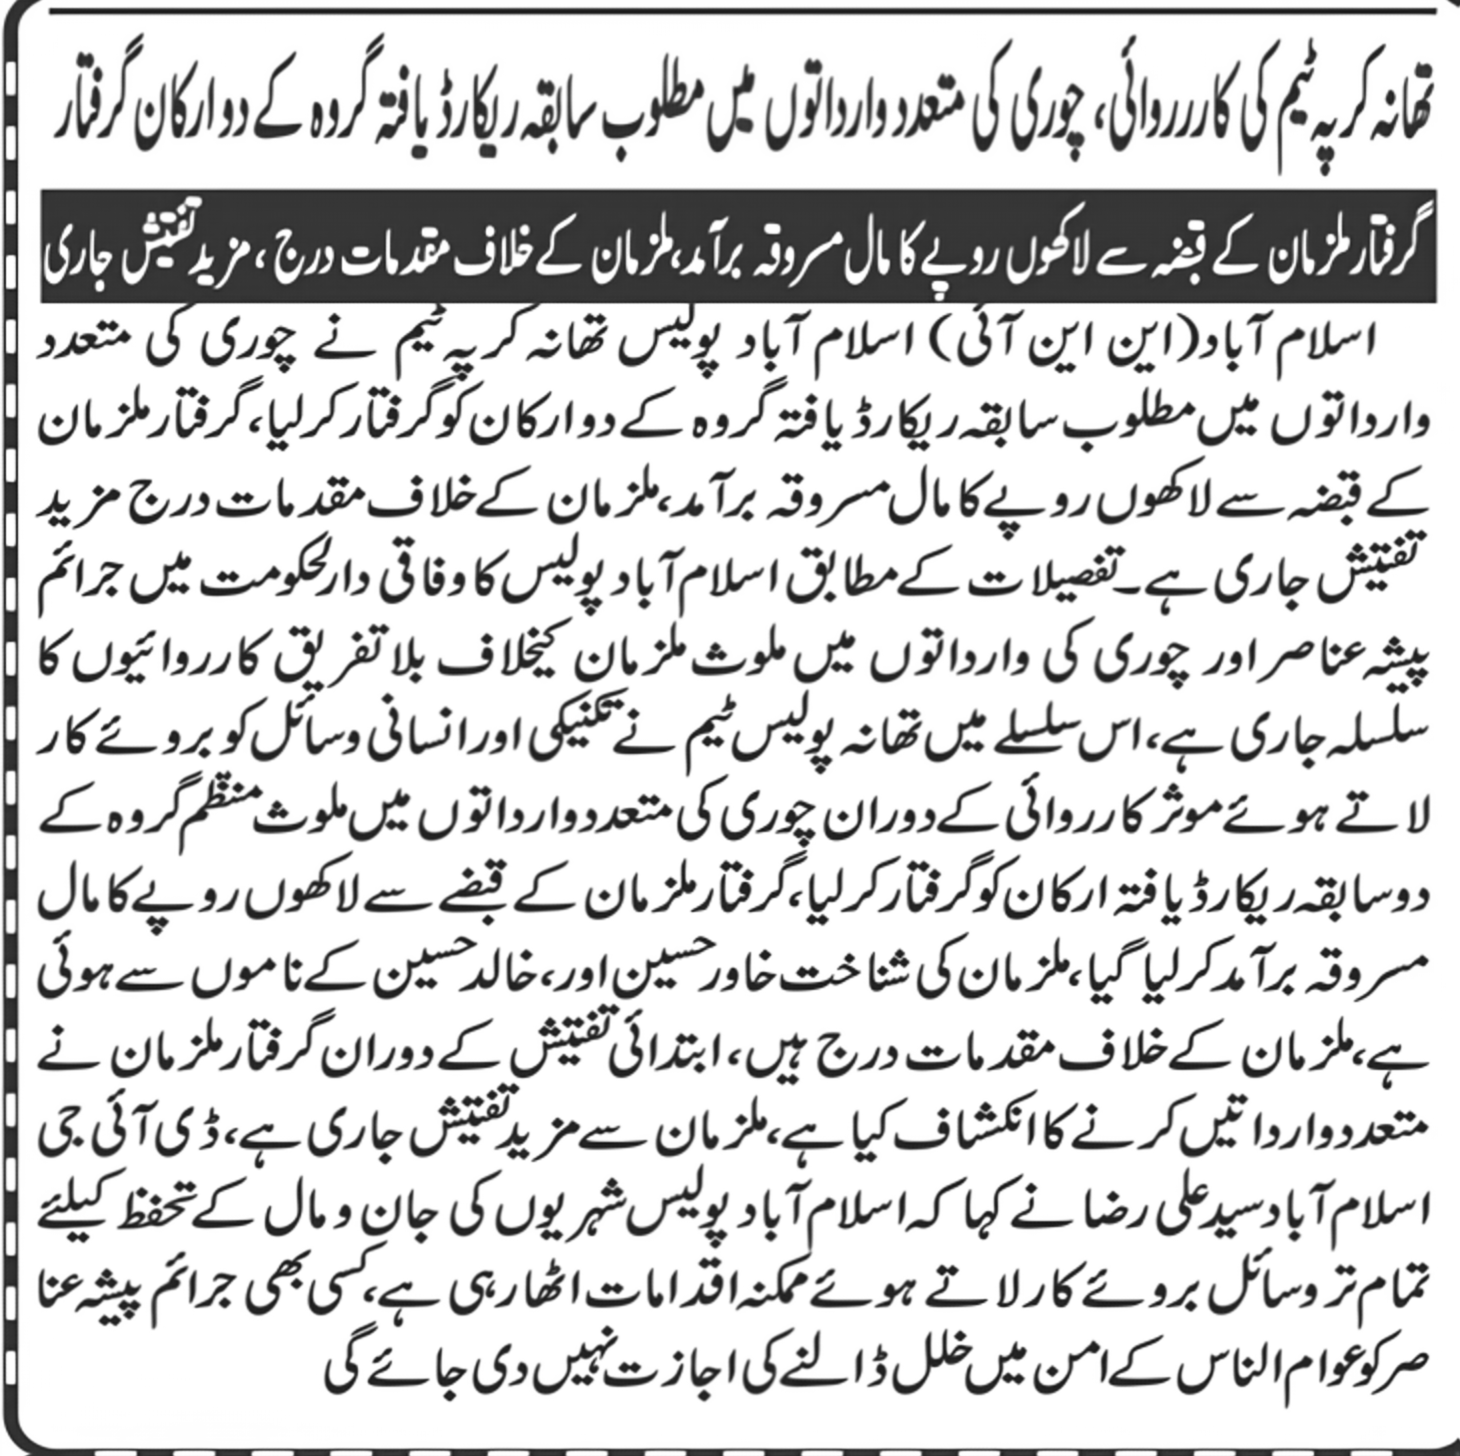 تھانہ کرپہ ٹیم کی کاررروائی، چوری کی متعدد وارداتوں میں مطلوب سابقہ ریکارڈ یافتہ گروہ کے دو ارکان گرفتار
گرفتار ملزمان کے قبضہ سے لاکھوں روپے کا مال مسروقہ برآمد،ملزمان کے خلاف مقدمات درج ،مزید تفتیش جاری
اسلام آباد(این این آئی) اسلام آباد پولیس تھانہ کرپہ ٹیم نے چوری کی متعدد
وارداتوں میں مطلوب سابقہ ریکارڈ یافتہ گروہ کے دو ارکان کو گرفتار کرلیا،گرفتار ملزمان
کے قبضہ سے لاکھوں روپے کا مال مسروقہ برآمد،ملزمان کے خلاف مقدمات درج مزید
تفتیش جاری ہے۔تفصیلات کے مطابق اسلام آباد پولیس کا وفاقی دارلحکومت میں جرائم
پیشہ عناصر اور چوری کی وارداتوں میں ملوث ملزمان کیخلاف بلا تفریق کارروائیوں کا
سلسلہ جاری ہے،اس سلسلے میں تھانہ پولیس ٹیم نے تکنیکی اور انسانی وسائل کو بروئے کار
لاتے ہوئے موثر کارروائی کے دوران چوری کی متعدد وارداتوں میں ملوث منظم گروہ کے
دو سابقہ ریکارڈ یافتہ ارکان کو گرفتار کرلیا،گرفتار ملزمان کے قبضے سے لاکھوں روپے کا مال
مسروقہ برآمد کرلیا گیا،ملزمان کی شناخت خاور حسین اور،خالد حسین کے ناموں سے ہوئی
ہے،ملزمان کے خلاف مقدمات درج ہیں،ابتدائی تفتیش کے دوران گرفتار ملزمان نے
متعدد وارداتیں کرنے کا انکشاف کیا ہے،ملزمان سے مزید تفتیش جاری ہے،ڈی آئی جی
اسلام آباد سید علی رضا نے کہا کہ اسلام آباد پولیس شہریوں کی جان و مال کے تحفظ کیلئے
تمام تر وسائل بروئے کار لاتے ہوئے ممکنہ اقدامات اٹھا رہی ہے،کسی بھی جرائم پیشہ عنا
صر کو عوام الناس کے امن میں خلل ڈالنے کی اجازت نہیں دی جائے گی